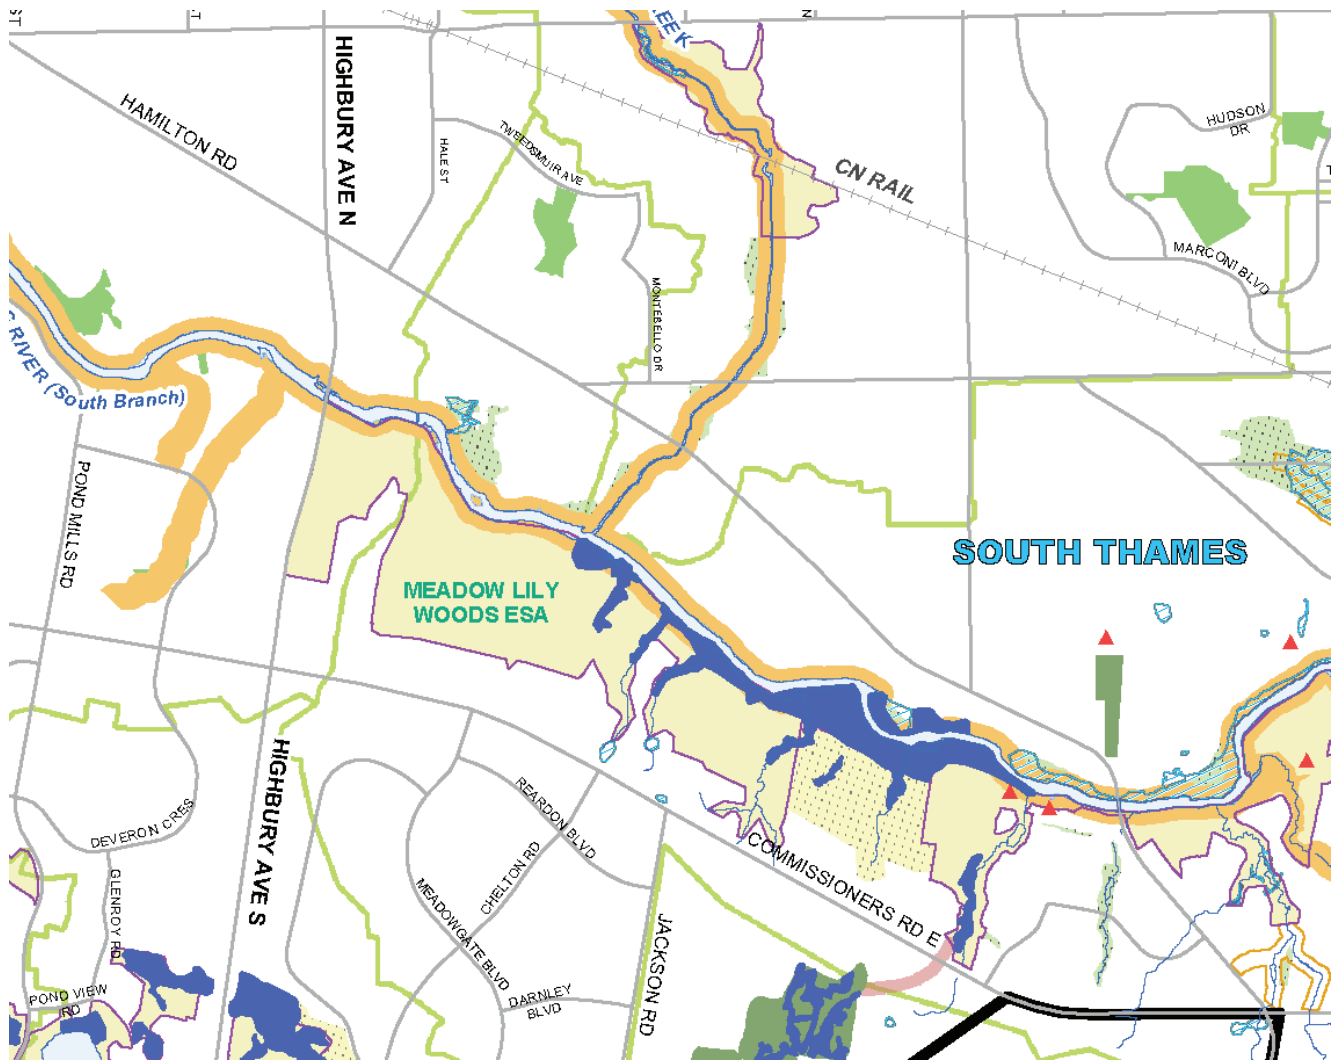 ST
T
N
EEK
HIGHBURY AVE N
HAMILTON RD
HALE ST
TWEEDSMUIR AVE
CN RAIL
HUDSON
DR
MARCONI BLVD
MONTEBELLO DR
RIVER (South Branch)
POND MILLS RD
SOUTH THAMES
MEADOW LILY
WOODS ESA
HIGHBURY AVE S
REARDON BLVD
DEVERON CRES
CHELTON RD
COMMISSIONERS RD E
GLENROY RD
MEADOWGATE BLVD
JACKSON RD
POND VIEW
RD
DARNLEY
BLVD